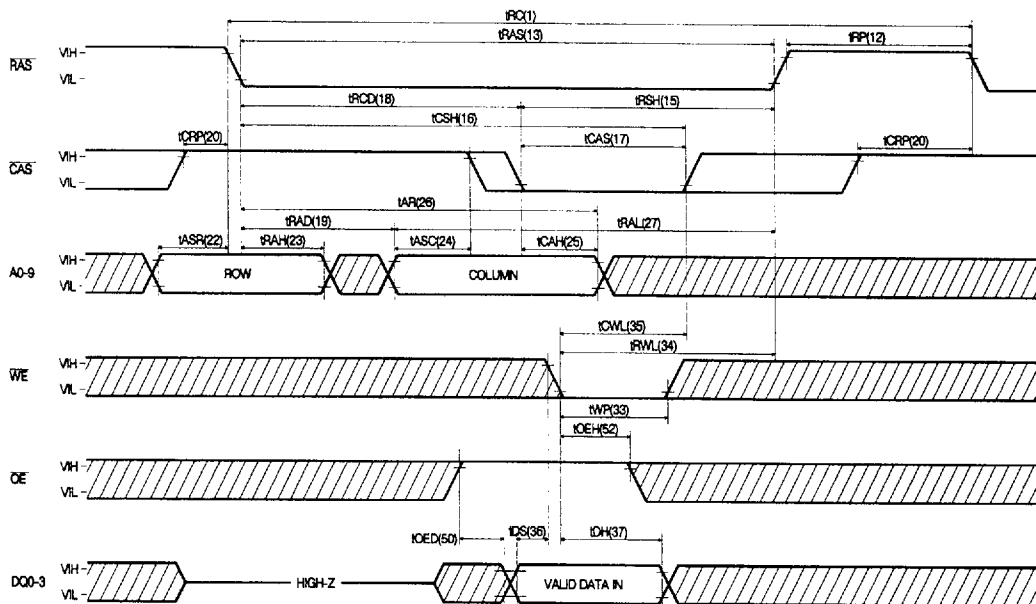 tRC(1)
tRAS(13)
tRP(12)
VIH
RAS
VIL
tRCD(18)
tRSH(15)
tCSH(16)
tCRP(20)
tCAS(17)
tCRP(20)
VIH
CAS
VIL
tAR(26)
tRAD(19)
tRAL(27)
tASR(22)
tRAH(23)
tASC(24)
tCAH(25)
VIH
A0-9
ROW
COLUMN
VIL
tCWL(35)
tRWL(34)
VIH
WE
VIL
tWP(33)
tOEH(52)
VIH
OE
VIL
tOED(50)
tDS(36)
tDH(37)
VIH
DQ0-3
HIGH-Z
VALID DATA IN
VIL